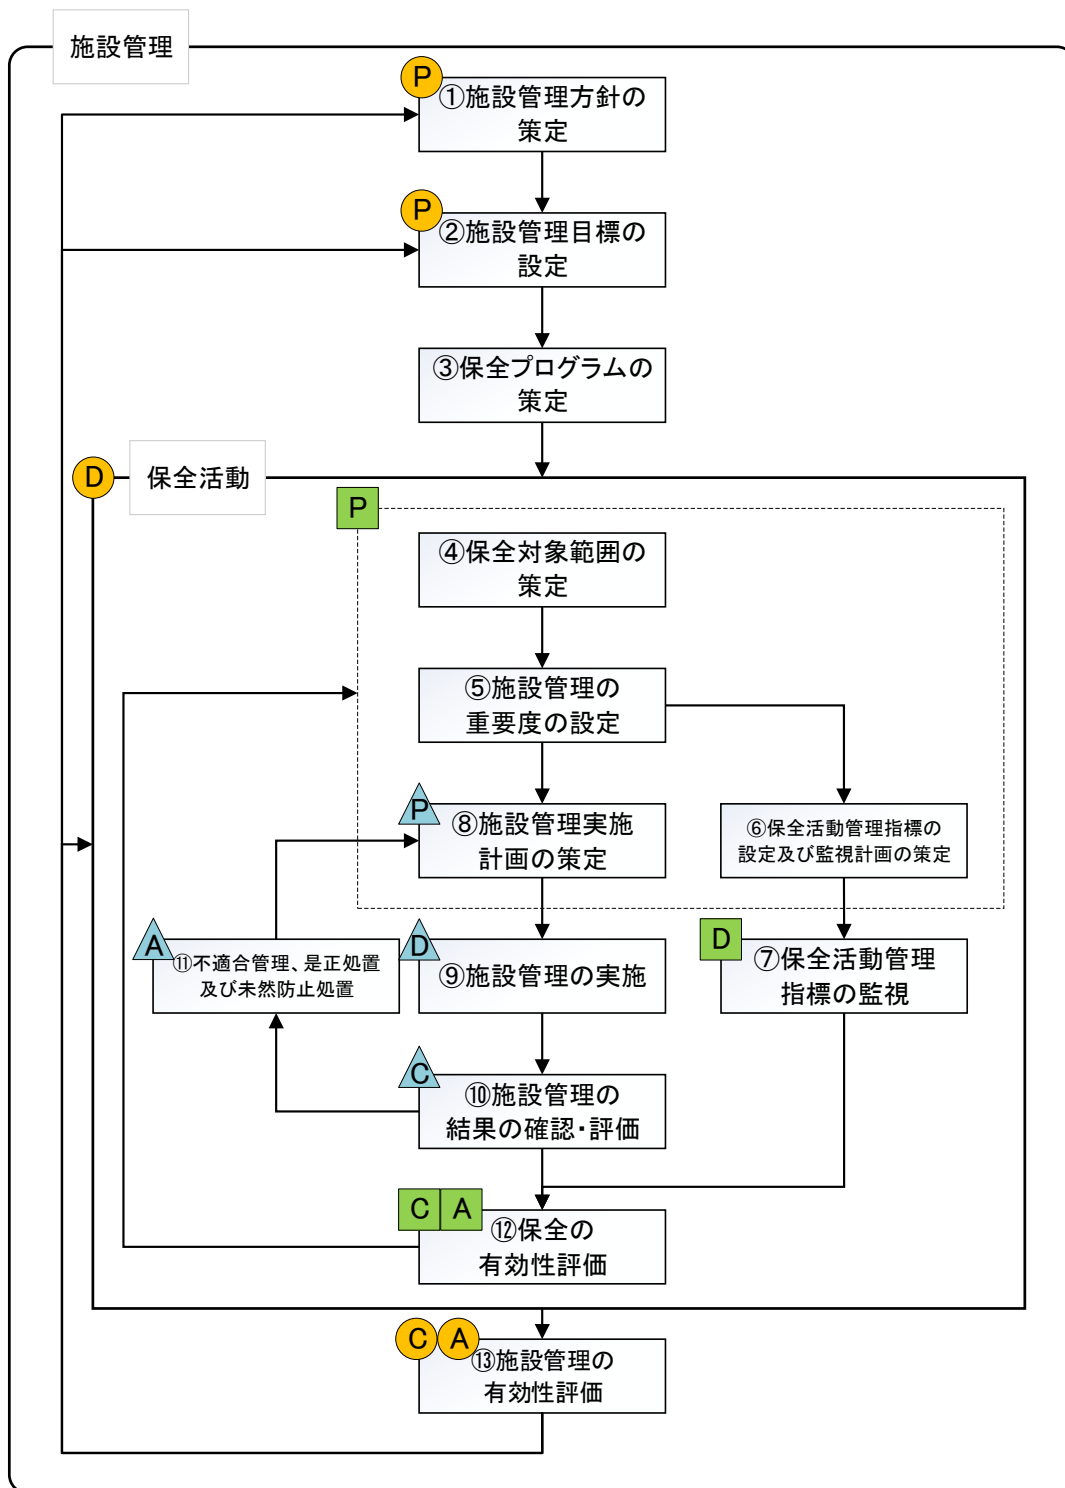 施設管理
P
①施設管理方針の
策定
P
②施設管理目標の
設定
③保全プログラムの
策定
D
保全活動
P
④保全対象範囲の
策定
⑤施設管理の
重要度の設定
P
⑧施設管理実施
計画の策定
⑥保全活動管理指標の
設定及び監視計画の策定
A
⑪不適合管理、是正処置
及び未然防止処置
D
⑨施設管理の実施
D
⑦保全活動管理
指標の監視
C
⑩施設管理の
結果の確認・評価
C A
⑫保全の
有効性評価
C A
⑬施設管理の
有効性評価